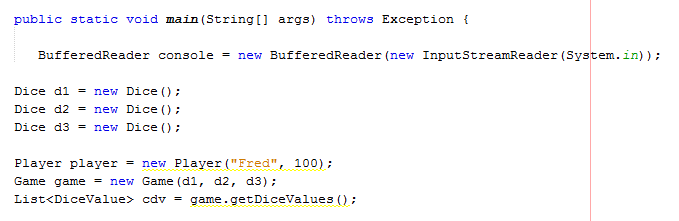 public static void main(String[] args) throws Exception {
BufferedReader console = new BufferedReader(new InputStreamReader(System.in));
Dice d1 = new Dice();
Dice d2 = new Dice();
Dice d3 = new Dice();
Player player = new Player("Fred", 100);
Game game = new Game(d1, d2, d3);
List<DiceValue> cdv = game.getDiceValues();